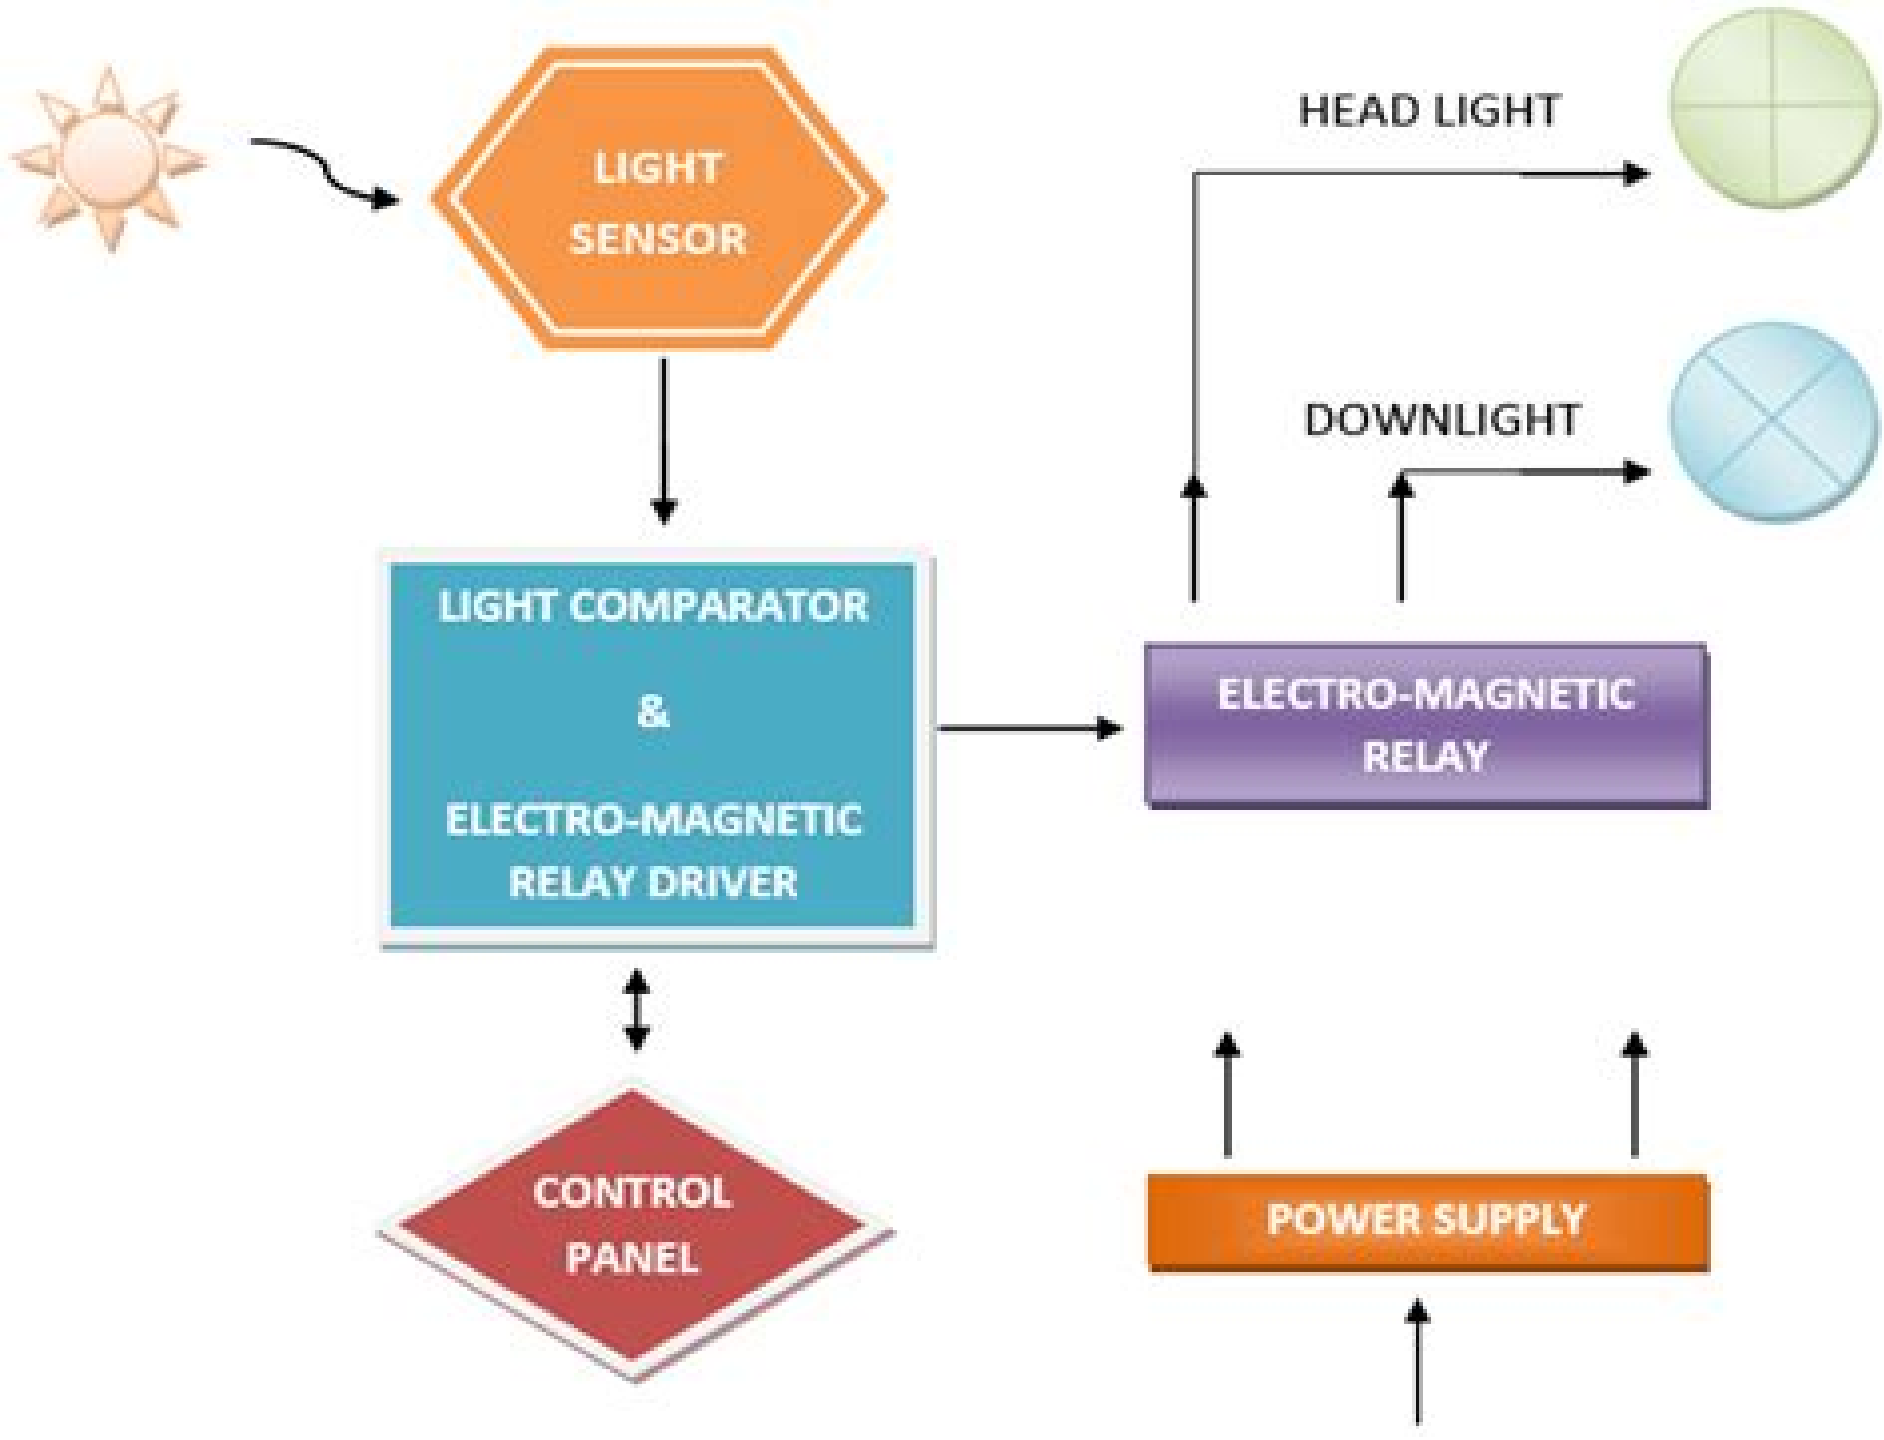 LIGHT
SENSOR
HEAD LIGHT
DOWNLIGHT
LIGHT COMPARATOR
&
ELECTRO-MAGNETIC
RELAY DRIVER
ELECTRO-MAGNETIC
RELAY
CONTROL
PANEL
POWER SUPPLY